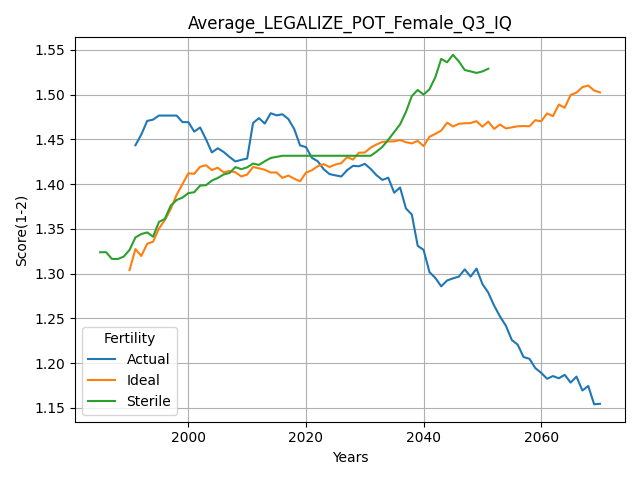 Average_LEGALIZE_POT_Female_Q3_IQ
Score(1-2)
1.55
1.50
1.45
1.40
1.35
1.30
1.25
1.20
1.15
Fertility
Actual
Ideal
Sterile
2000 2020 2040 2060
Years